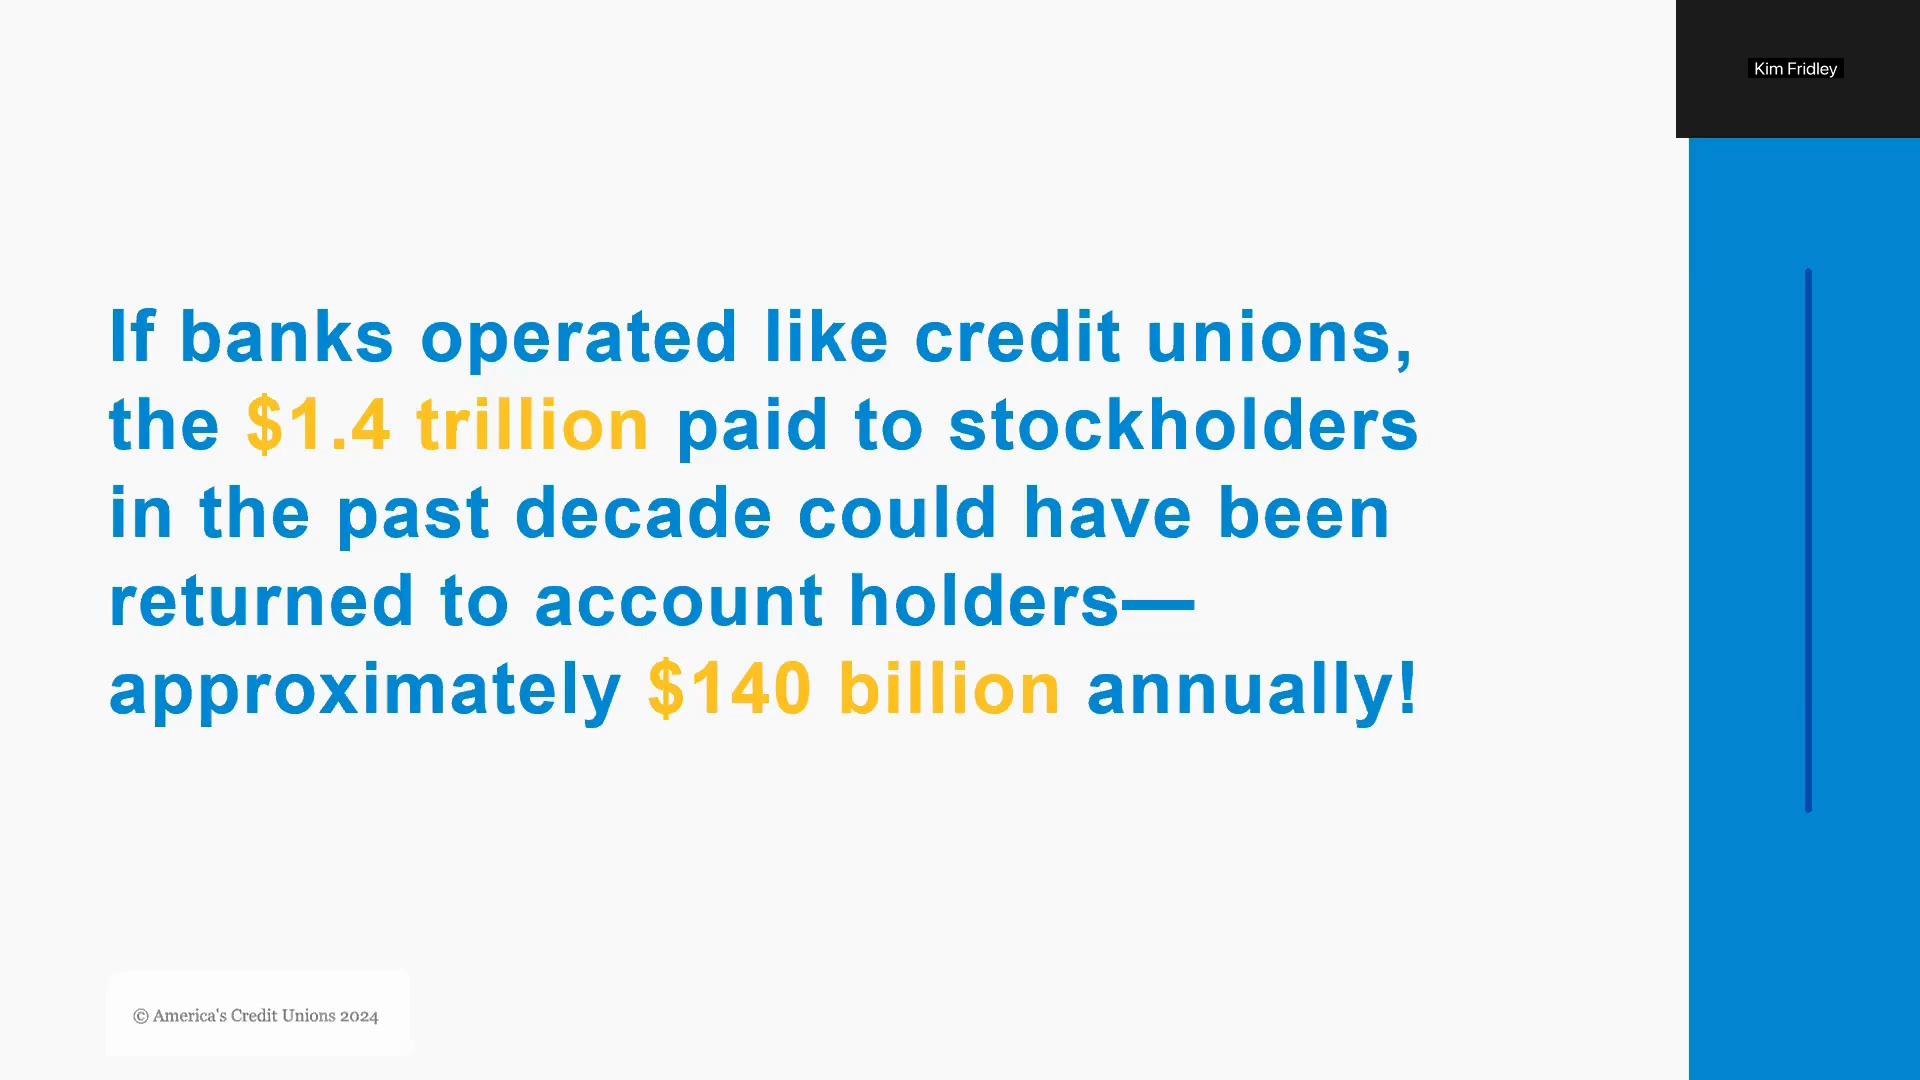 Kim Fridley
If banks operated like credit unions,
the $1.4 trillion paid to stockholders
in the past decade could have been
returned to account holders—
approximately $140 billion annually!
© America's Credit Unions 2024